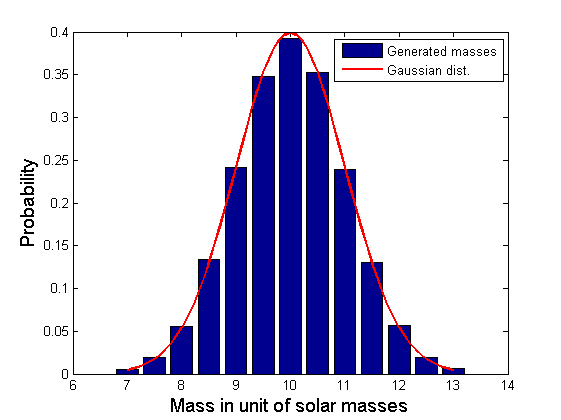 0.4
0.35
0.3
0.25
0.2
0.15
0.1
0.05
0
Probability
Generated masses
Gaussian dist.
6 7 8 9 10 11 12 13 14
Mass in unit of solar masses